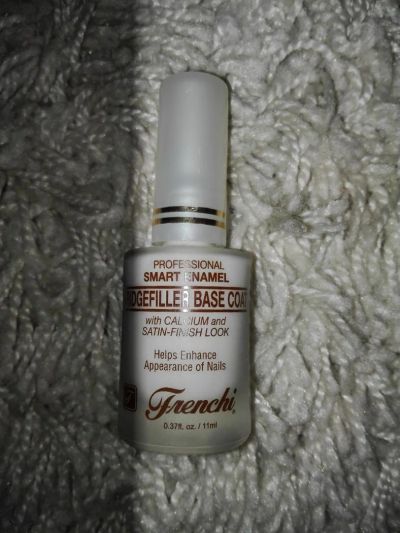 PROFESSIONAL
SMART ENAMEL
RIDGEFILLER BASE COAT
with CALCIUM and
SATIN-FINISH LOOK
Helps Enhance
Appearance of Nails
Frenchi
0.37fl. oz. / 11ml